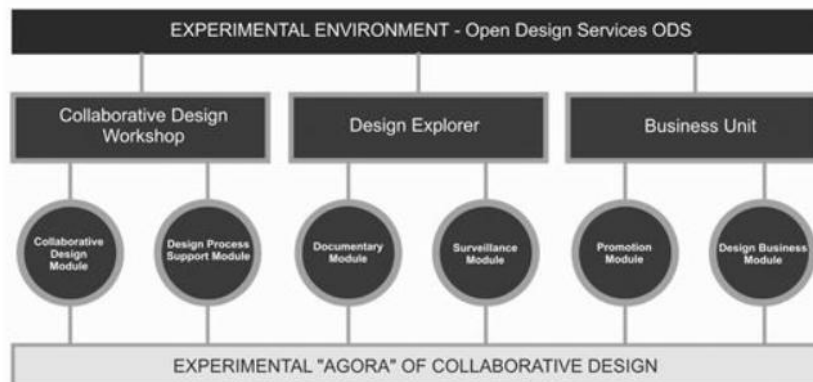 EXPERIMENTAL ENVIRONMENT - Open Design Services ODS
Collaborative Design
Workshop
Design Explorer
Business Unit
Collaborative
Design
Module
Design Process
Support Module
Documentary
Module
Surveillance
Module
Promotion
Module
Design Business
Module
EXPERIMENTAL "AGORA" OF COLLABORATIVE DESIGN